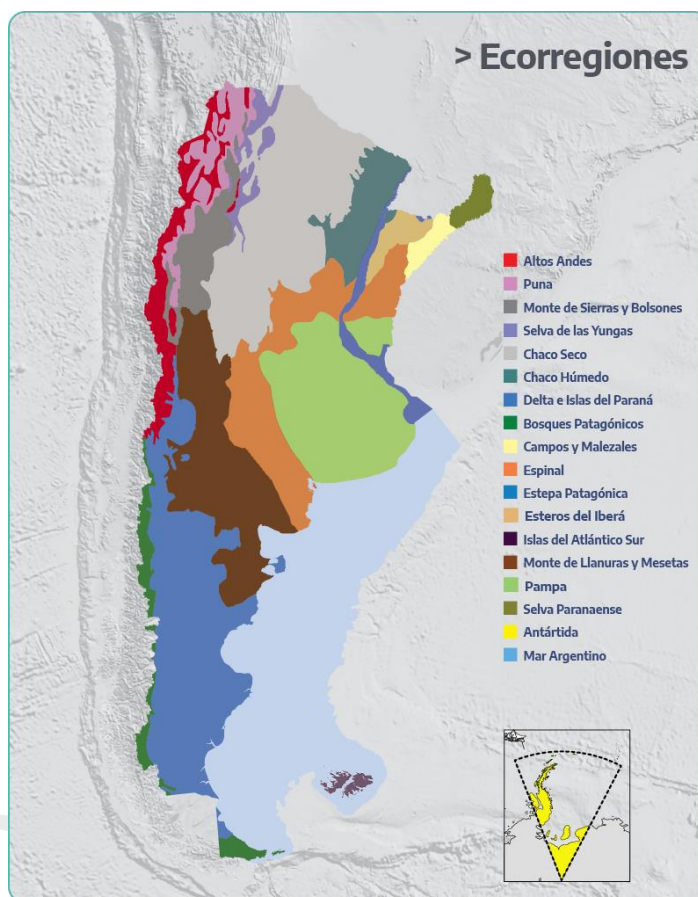 > Ecorregiones
Altos Andes
Puna
Monte de Sierras y Bolsones
Selva de las Yungas
Chaco Seco
Chaco Húmedo
Delta e Islas del Paraná
Bosques Patagónicos
Campos y Malezales
Espinal
Estepa Patagónica
Esteros del Iberá
Islas del Atlántico Sur
Monte de Llanuras y Mesetas
Pampa
Selva Paranaense
Antártida
Mar Argentino